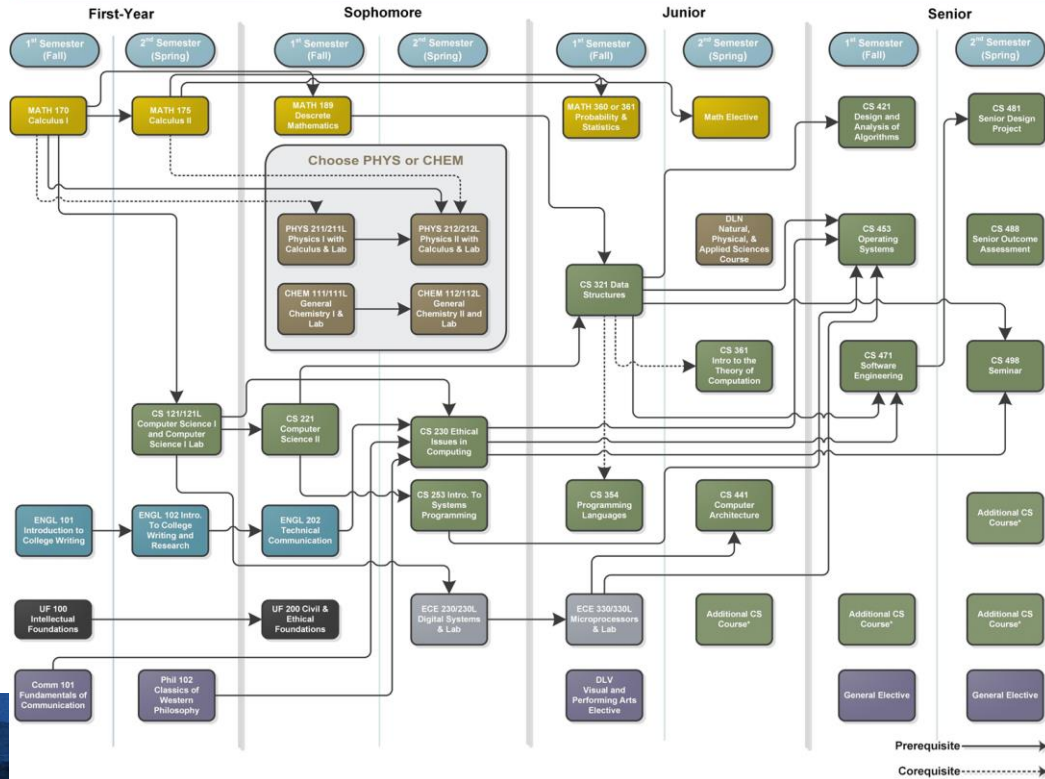 First-Year
Sophomore
Junior
Senior
1st Semester
(Fall)
2nd Semester
(Spring)
1st Semester
(Fall)
2nd Semester
(Spring)
1st Semester
(Fall)
2nd Semester
(Spring)
1st Semester
(Fall)
2nd Semester
(Spring)
MATH 170
Calculus I
MATH 175
Calculus II
MATH 189
Descrete
Mathematics
MATH 360 or 361
Probability &
Statistics
Math Elective
CS 421
Design and
Analysis of
Algorithms
CS 481
Senior Design
Project
Choose PHYS or CHEM
PHYS 211/211L
Physics I with
Calculus & Lab
PHYS 212/212L
Physics II with
Calculus & Lab
DLN
Natural,
Physical, &
Applied Sciences
Course
CS 453
Operating
Systems
CS 488
Senior Outcome
Assessment
CHEM 111/111L
General
Chemistry I &
Lab
CHEM 112/112L
General
Chemistry II and
Lab
CS 321 Data
Structures
CS 361
Intro to the
Theory of
Computation
CS 471
Software
Engineering
CS 498
Seminar
CS 121/121L
Computer Science I
and Computer
Science I Lab
CS 221
Computer
Science II
CS 230 Ethical
Issues in
Computing
CS 253 Intro. To
Systems
Programming
CS 354
Programming
Languages
CS 441
Computer
Architecture
ENGL 101
Introduction to
College Writing
ENGL 102 Intro.
To College
Writing and
Research
ENGL 202
Technical
Communication
Additional CS
Course*
UF 100
Intellectual
Foundations
UF 200 Civil &
Ethical
Foundations
ECE 230/230L
Digital Systems
& Lab
ECE 330/330L
Microprocessors
& Lab
Additional CS
Course*
Additional CS
Course*
Additional CS
Course*
Comm 101
Fundamentals of
Communication
Phil 102
Classics of
Western
Philosophy
DLV
Visual and
Performing Arts
Elective
General Elective
General Elective
Prerequisite
Corequisite